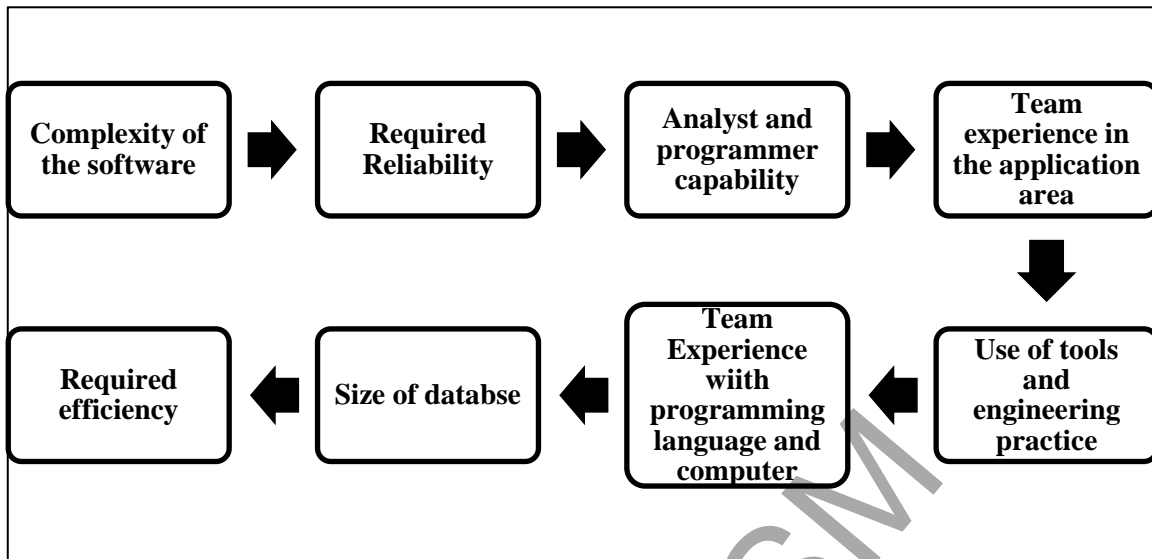 Complexity of
the software
Required
Reliability
Analyst and
programmer
capability
Team
experience in
the application
area
Use of tools
and
engineering
practice
Team
Experience
wiith
programming
language and
computer
Size of databse
Required
efficiency